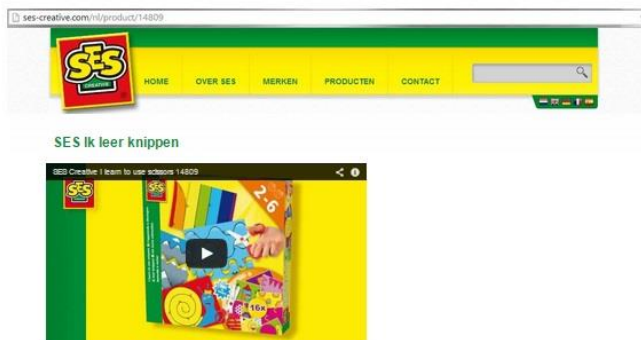 ses-creative.com/nl/product/14809
SES
CREATIVE
HOME OVER SES MERKEN PRODUCTEN CONTACT
SES Ik leer knippen
SES Creative I learn to use scissors 14809
SES
SES
2-6
16x